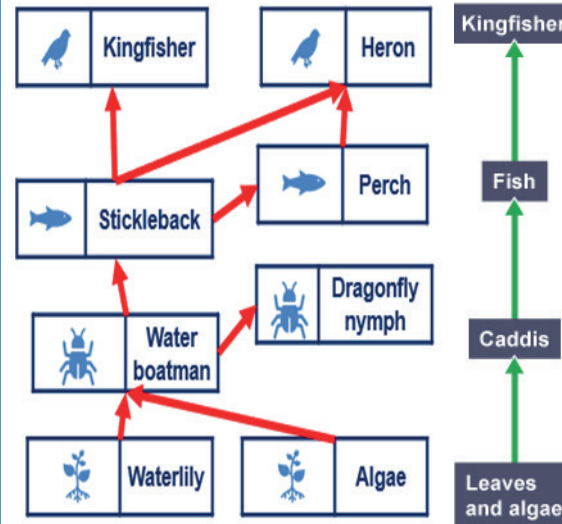 Kingfisher
Heron
Kingfisher
Stickleback
Perch
Fish
Water
boatman
Dragonfly
nymph
Caddis
Waterlily
Algae
Leaves
and algae